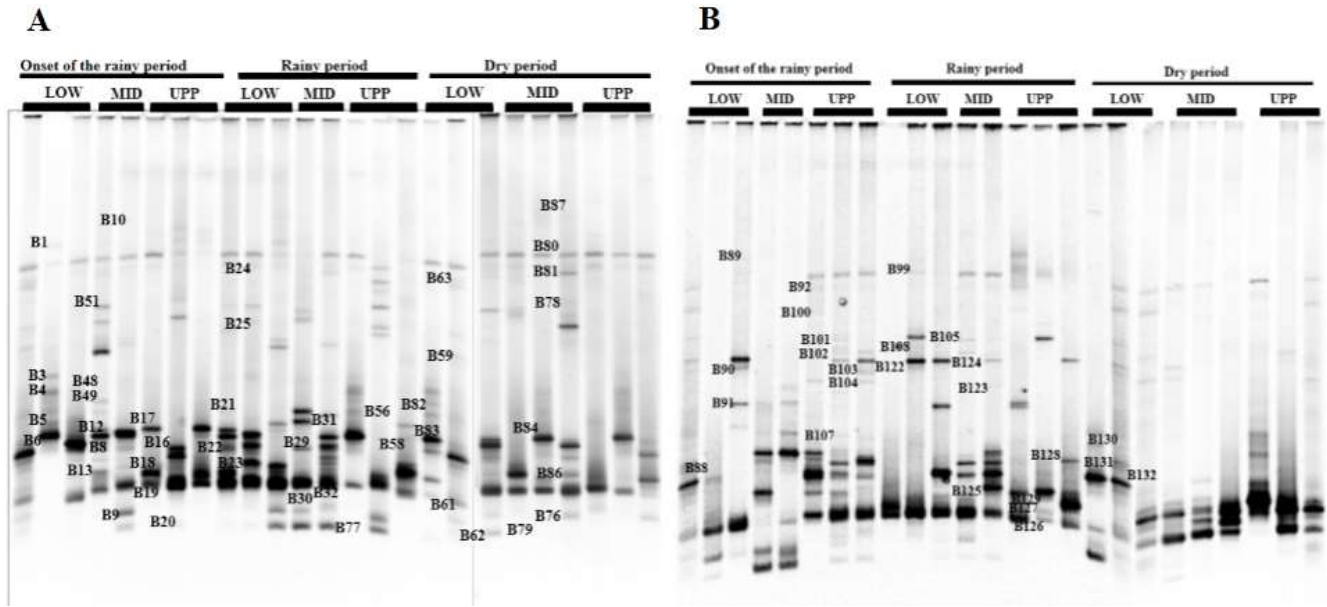 A
B
Onset of the rainy period Rainy period Dry period
LOW MID UPP LOW MID UPP LOW MID UPP
B87
B10
B1
B80
B24
B81
B63
B51
B78
B25
B59
B3
B48
B4
B49
B21
B56
B82
B17
B5
B12
B31
B83
B84
B6
B8
B16
B29
B58
B13
B18
B22
B23
B86
B19
B30
B32
B61
B9
B20
B77
B62
B79
B76
Onset of the rainy period Rainy period Dry period
LOW MID UPP LOW MID UPP LOW MID UPP
B89
B99
B92
B100
B101
B105
B102
B108
B90
B103
B122
B124
B104
B123
B91
B107
B130
B128
B88
B131
B132
B125
B129
B127
B126